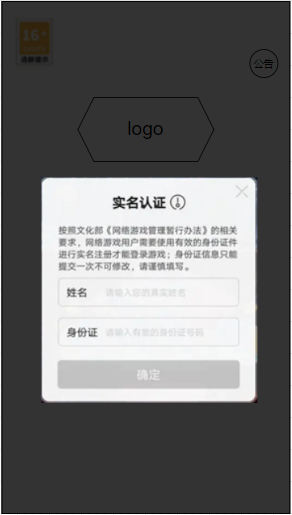 16+
公告
logo
实名认证
按照文化部《网络游戏管理暂行办法》的相关
要求，网络游戏用户需要使用有效的身份证件
进行实名注册才能登录游戏；身份证信息只能
提交一次不可修改，请谨慎填写。
姓名 请输入您的真实姓名
身份证 请输入有效的身份证号码
确定